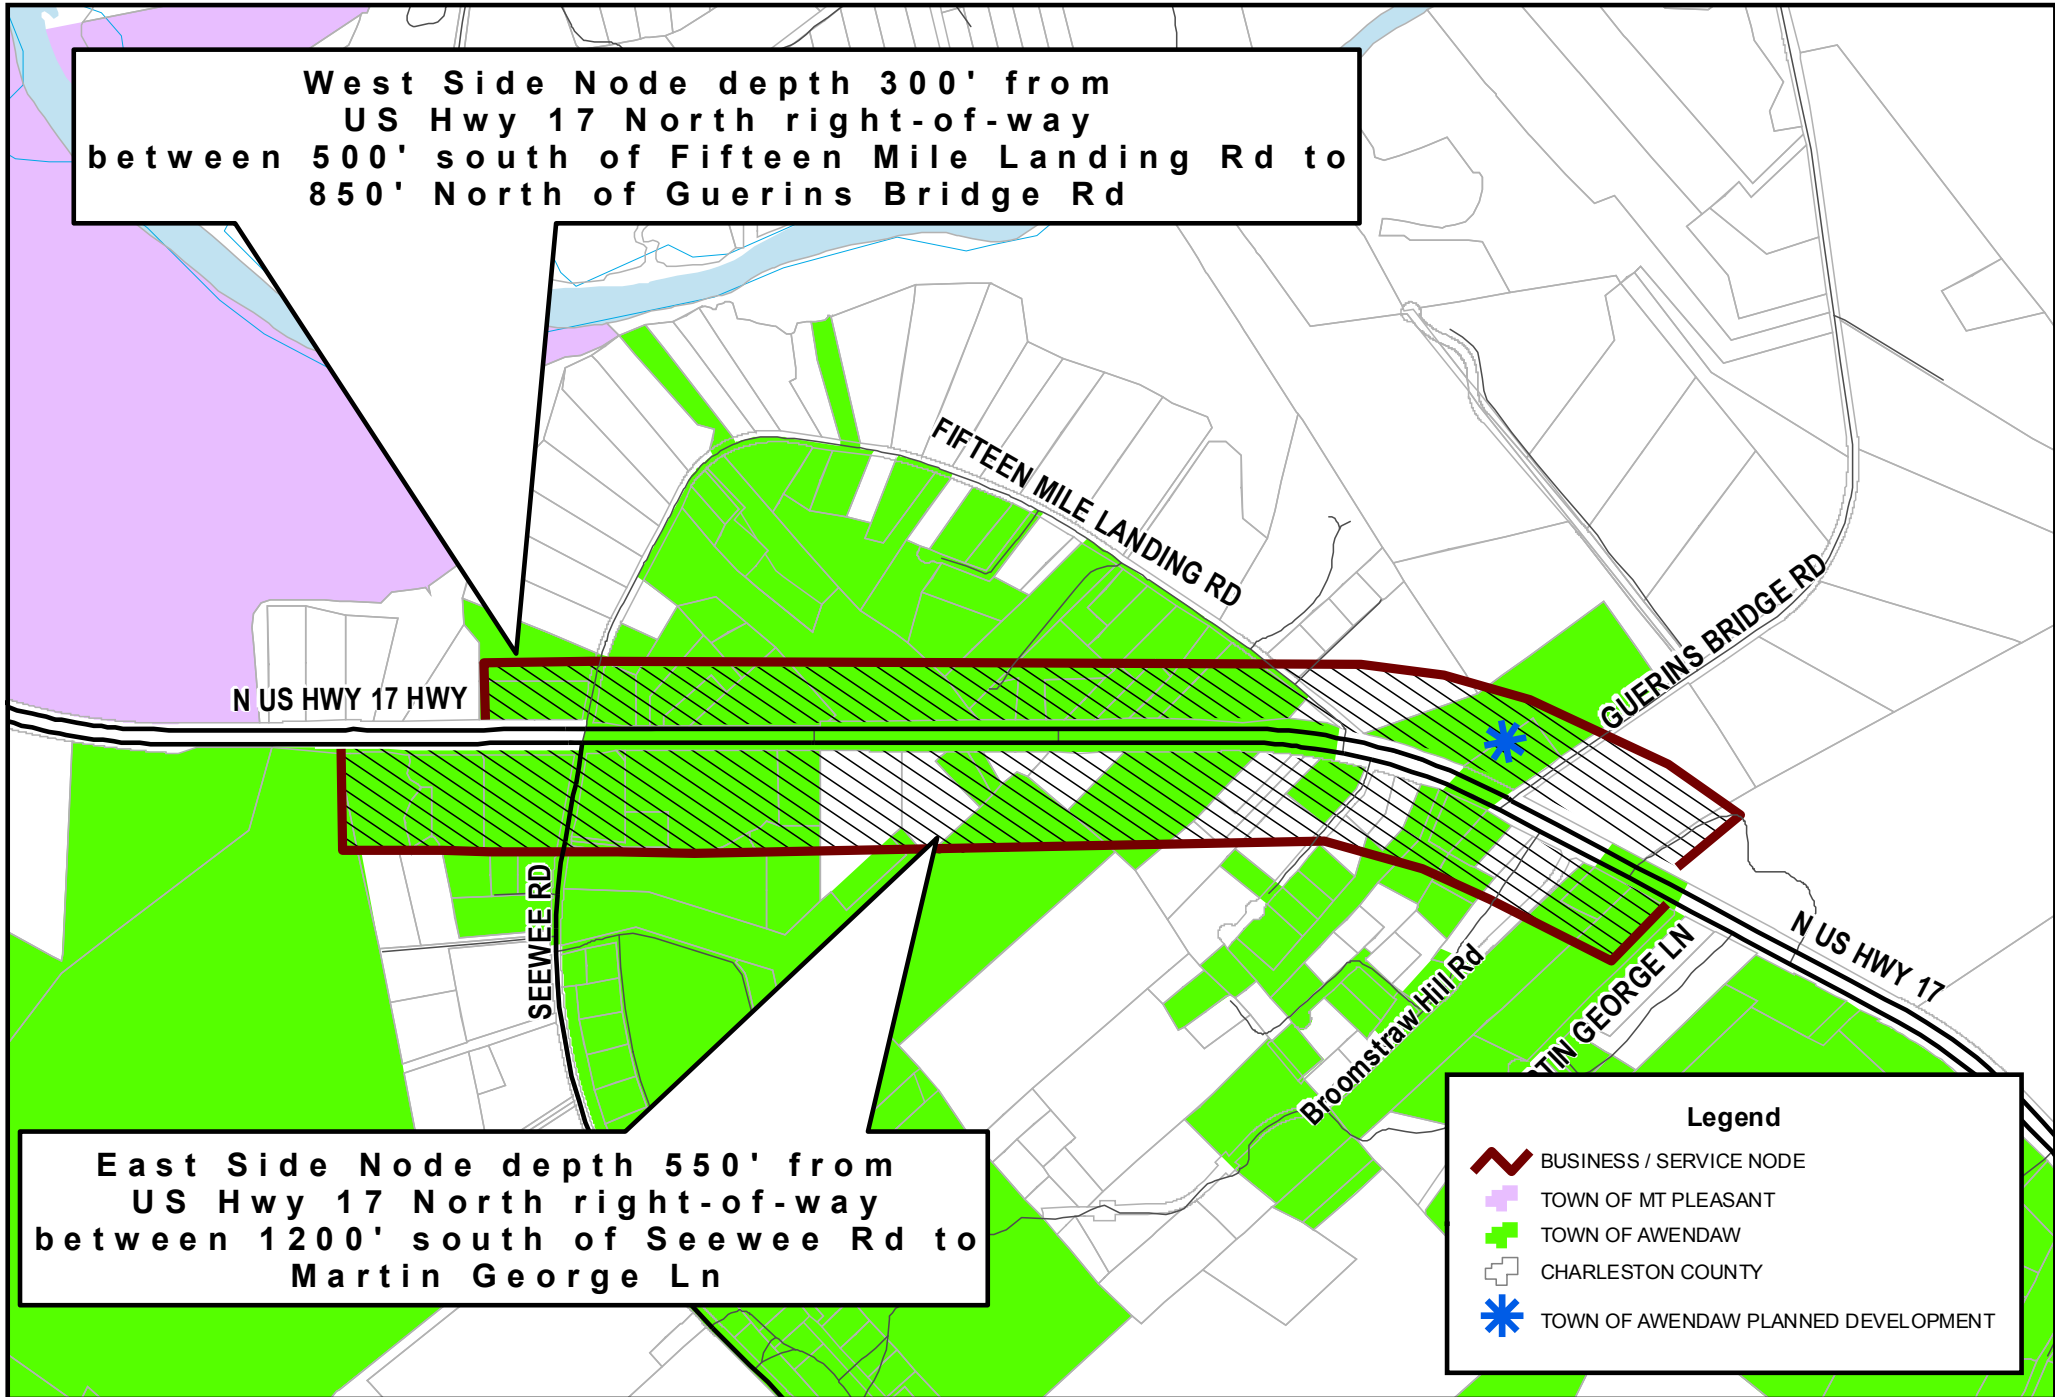 West Side Node depth 300' from
US Hwy 17 North right-of-way
between 500' south of Fifteen Mile Landing Rd to
850' North of Guerins Bridge Rd
FIFTEEN MILE LANDING RD
GUERINS BRIDGE RD
N US HWY 17 HWY
SEEWEE RD
N US HWY 17
Broomstraw Hill Rd
TIN GEORGE LN
East Side Node depth 550' from
US Hwy 17 North right-of-way
between 1200' south of Seewee Rd to
Martin George Ln
Legend
BUSINESS / SERVICE NODE
TOWN OF MT PLEASANT
TOWN OF AWENDAW
CHARLESTON COUNTY
TOWN OF AWENDAW PLANNED DEVELOPMENT